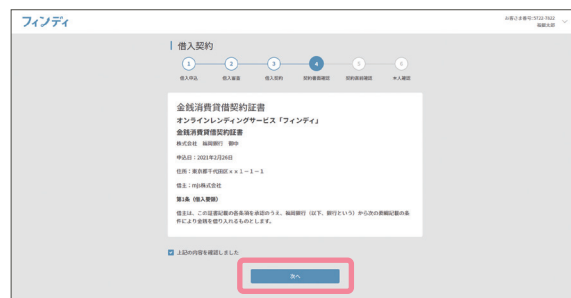 フィンディ
お客さま番号:9722-7622
福銀太郎
借入契約
1
2
3
4
5
6
借入申込
借入審査
借入契約
契約書面確認
契約最終確認
本人確認
金銭消費貸借契約証書
オンラインレンディングサービス「フィンディ」
金銭消費貸借契約証書
株式会社 福岡銀行 御中
申込日:2021年2月26日
住所:東京都千代田区ｘｘ１－１－１
借主:mjs株式会社
第1条(借入要領)
借主は、この証書記載の各条項を承認のうえ、福岡銀行(以下、銀行という)から次の要綱記載の条
件により金銭を借り入れるものとします。
上記の内容を確認しました
次へ